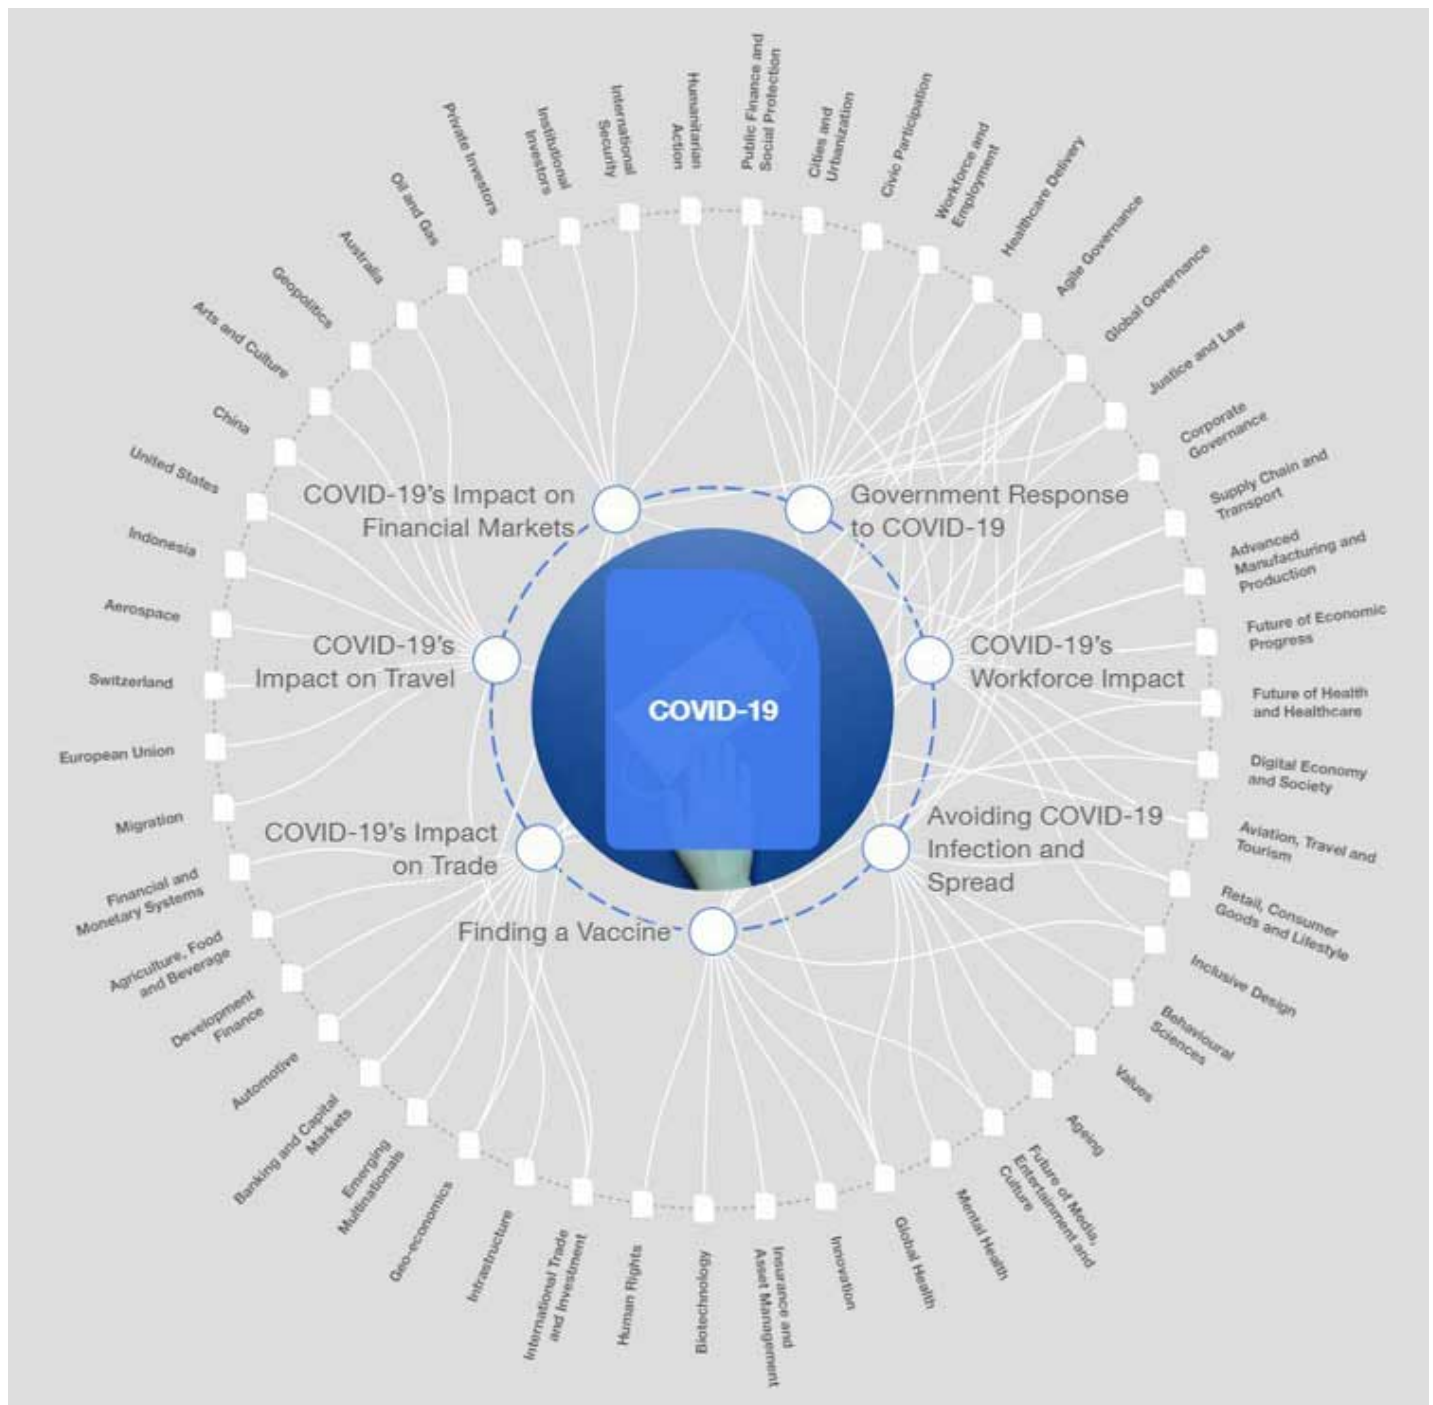 Public Finance and
Social Protection
Cities and
Urbanization
Civic Participation
Workforce and
Employment
Healthcare Delivery
Agile Governance
Global Governance
Justice and Law
Corporate
Governance
Supply Chain and
Transport
Advanced
Manufacturing and
Production
Future of Economic
Progress
Future of Health
and Healthcare
Digital Economy
and Society
Aviation, Travel and
Tourism
Retail, Consumer
Goods and Lifestyle
Inclusive Design
Behavioural
Sciences
Values
Ageing
Future of Media,
Entertainment and
Culture
Mental Health
Global Health
Innovation
Insurance and
Asset Management
Biotechnology
Human Rights
International Trade
and Investment
Infrastructure
Geo-economics
Emerging
Multinationals
Banking and Capital
Markets
Automotive
Development
Finance
Agriculture, Food
and Beverage
Financial and
Monetary Systems
Migration
European Union
Switzerland
Aerospace
Indonesia
United States
China
Arts and Culture
Geopolitics
Australia
Oil and Gas
Private Investors
Institutional
Investors
International
Security
Humanitarian
Action
COVID-19's Impact on
Financial Markets
Government Response
to COVID-19
COVID-19's
Impact on Travel
COVID-19's
Workforce Impact
COVID-19
COVID-19's Impact
on Trade
Avoiding COVID-19
Infection and
Spread
Finding a Vaccine